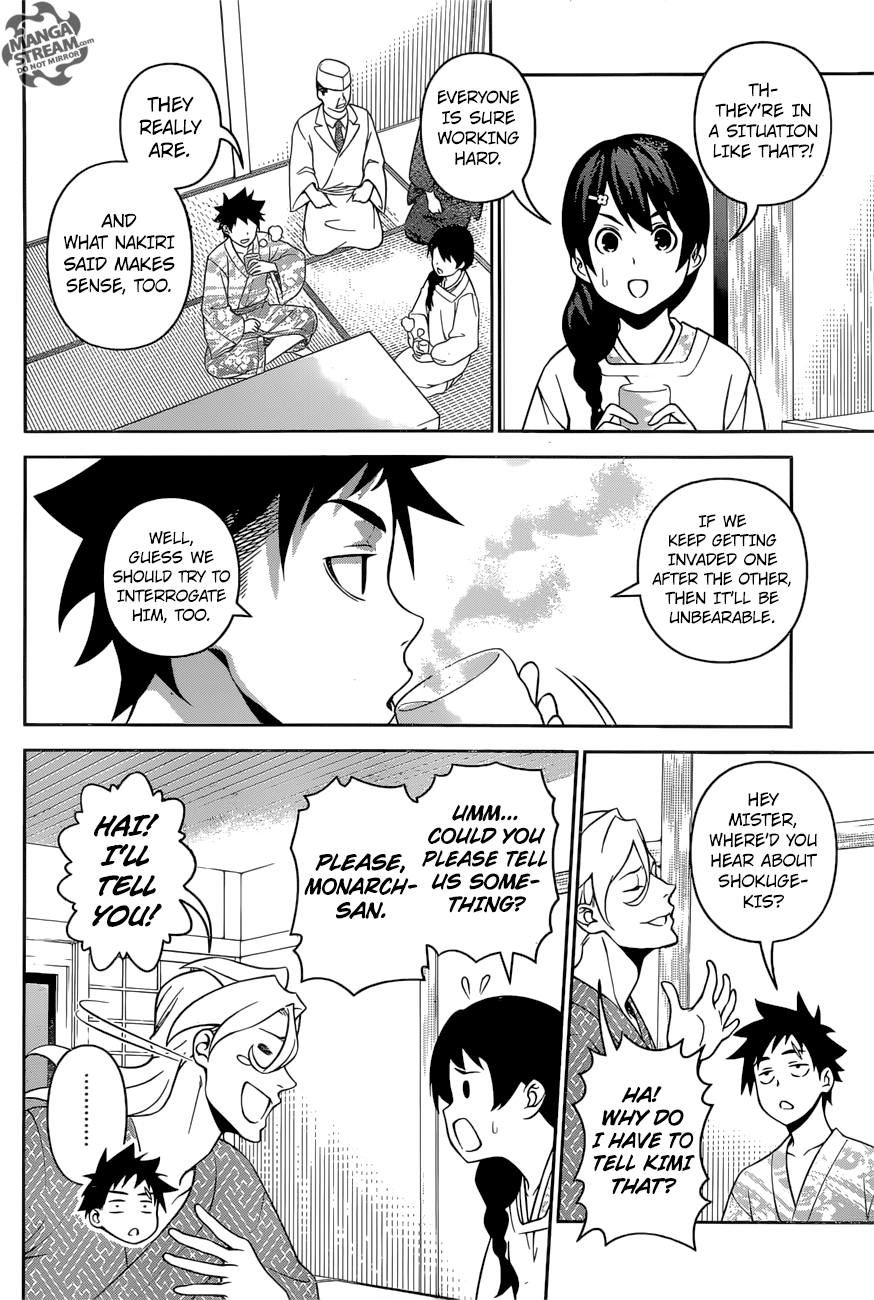 MANGA
STREAM.com
DO NOT MIRROR
TH-
THEY'RE IN
A SITUATION
LIKE THAT?!
EVERYONE
IS SURE
WORKING
HARD.
THEY
REALLY
ARE.
AND
WHAT NAKIRI
SAID MAKES
SENSE, TOO.
IF WE
KEEP GETTING
INVADED ONE
AFTER THE OTHER,
THEN IT'LL BE
UNBEARABLE.
WELL,
GUESS WE
SHOULD TRY TO
INTERROGATE
HIM, TOO.
HEY
MISTER,
WHERE'D YOU
HEAR ABOUT
SHOKUGE-
KIS?
HA!
WHY DO
I HAVE TO
TELL KIMI
THAT?
UMM...
COULD YOU
PLEASE TELL
US SOME-
THING?
PLEASE,
MONARCH-
SAN.
HAI!
I'LL
TELL
YOU!
.........